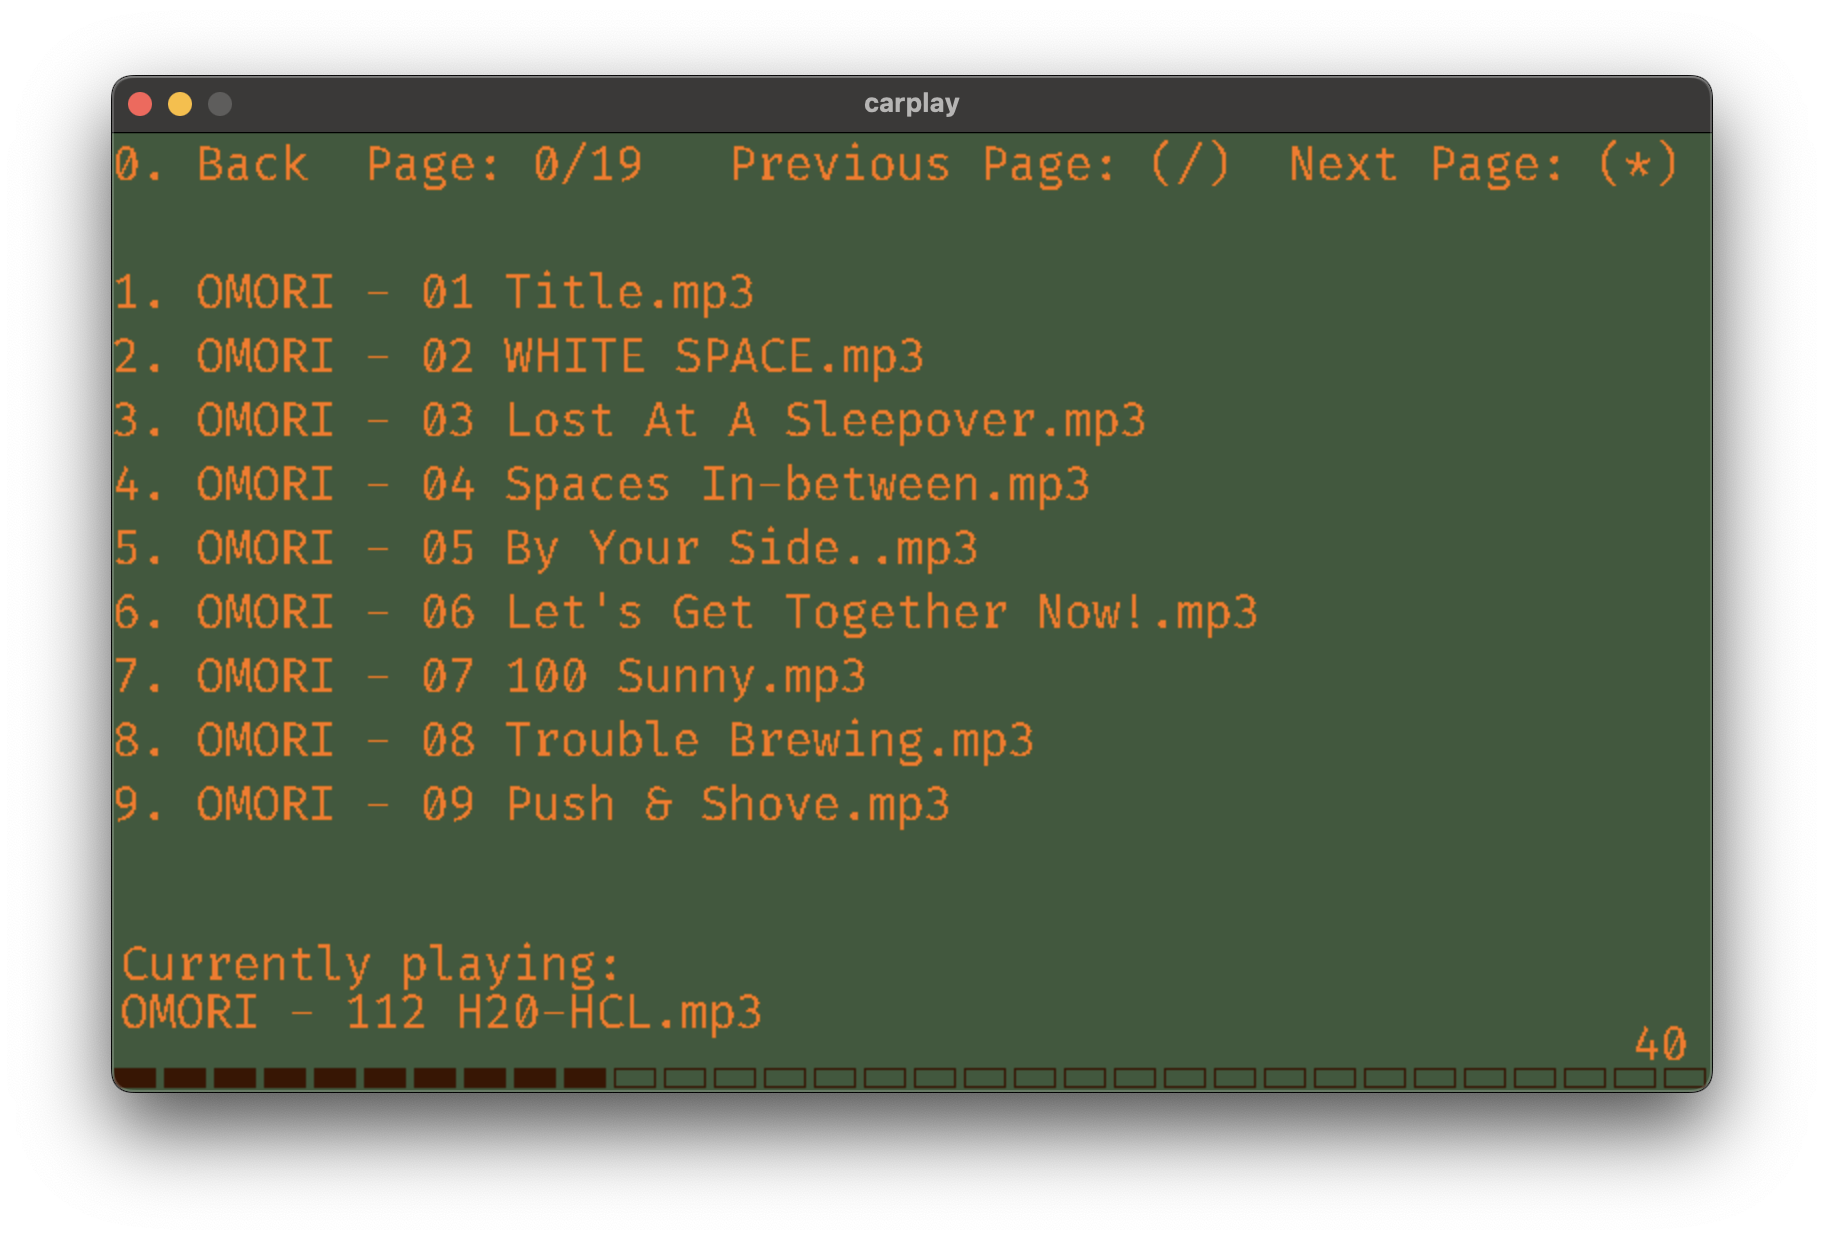 carplay
0. Back  Page: 0/19   Previous Page: (/)  Next Page: (*)
1. OMORI - 01 Title.mp3
2. OMORI - 02 WHITE SPACE.mp3
3. OMORI - 03 Lost At A Sleepover.mp3
4. OMORI - 04 Spaces In-between.mp3
5. OMORI - 05 By Your Side..mp3
6. OMORI - 06 Let's Get Together Now!.mp3
7. OMORI - 07 100 Sunny.mp3
8. OMORI - 08 Trouble Brewing.mp3
9. OMORI - 09 Push & Shove.mp3
Currently playing:
OMORI - 112 H20-HCL.mp3
40